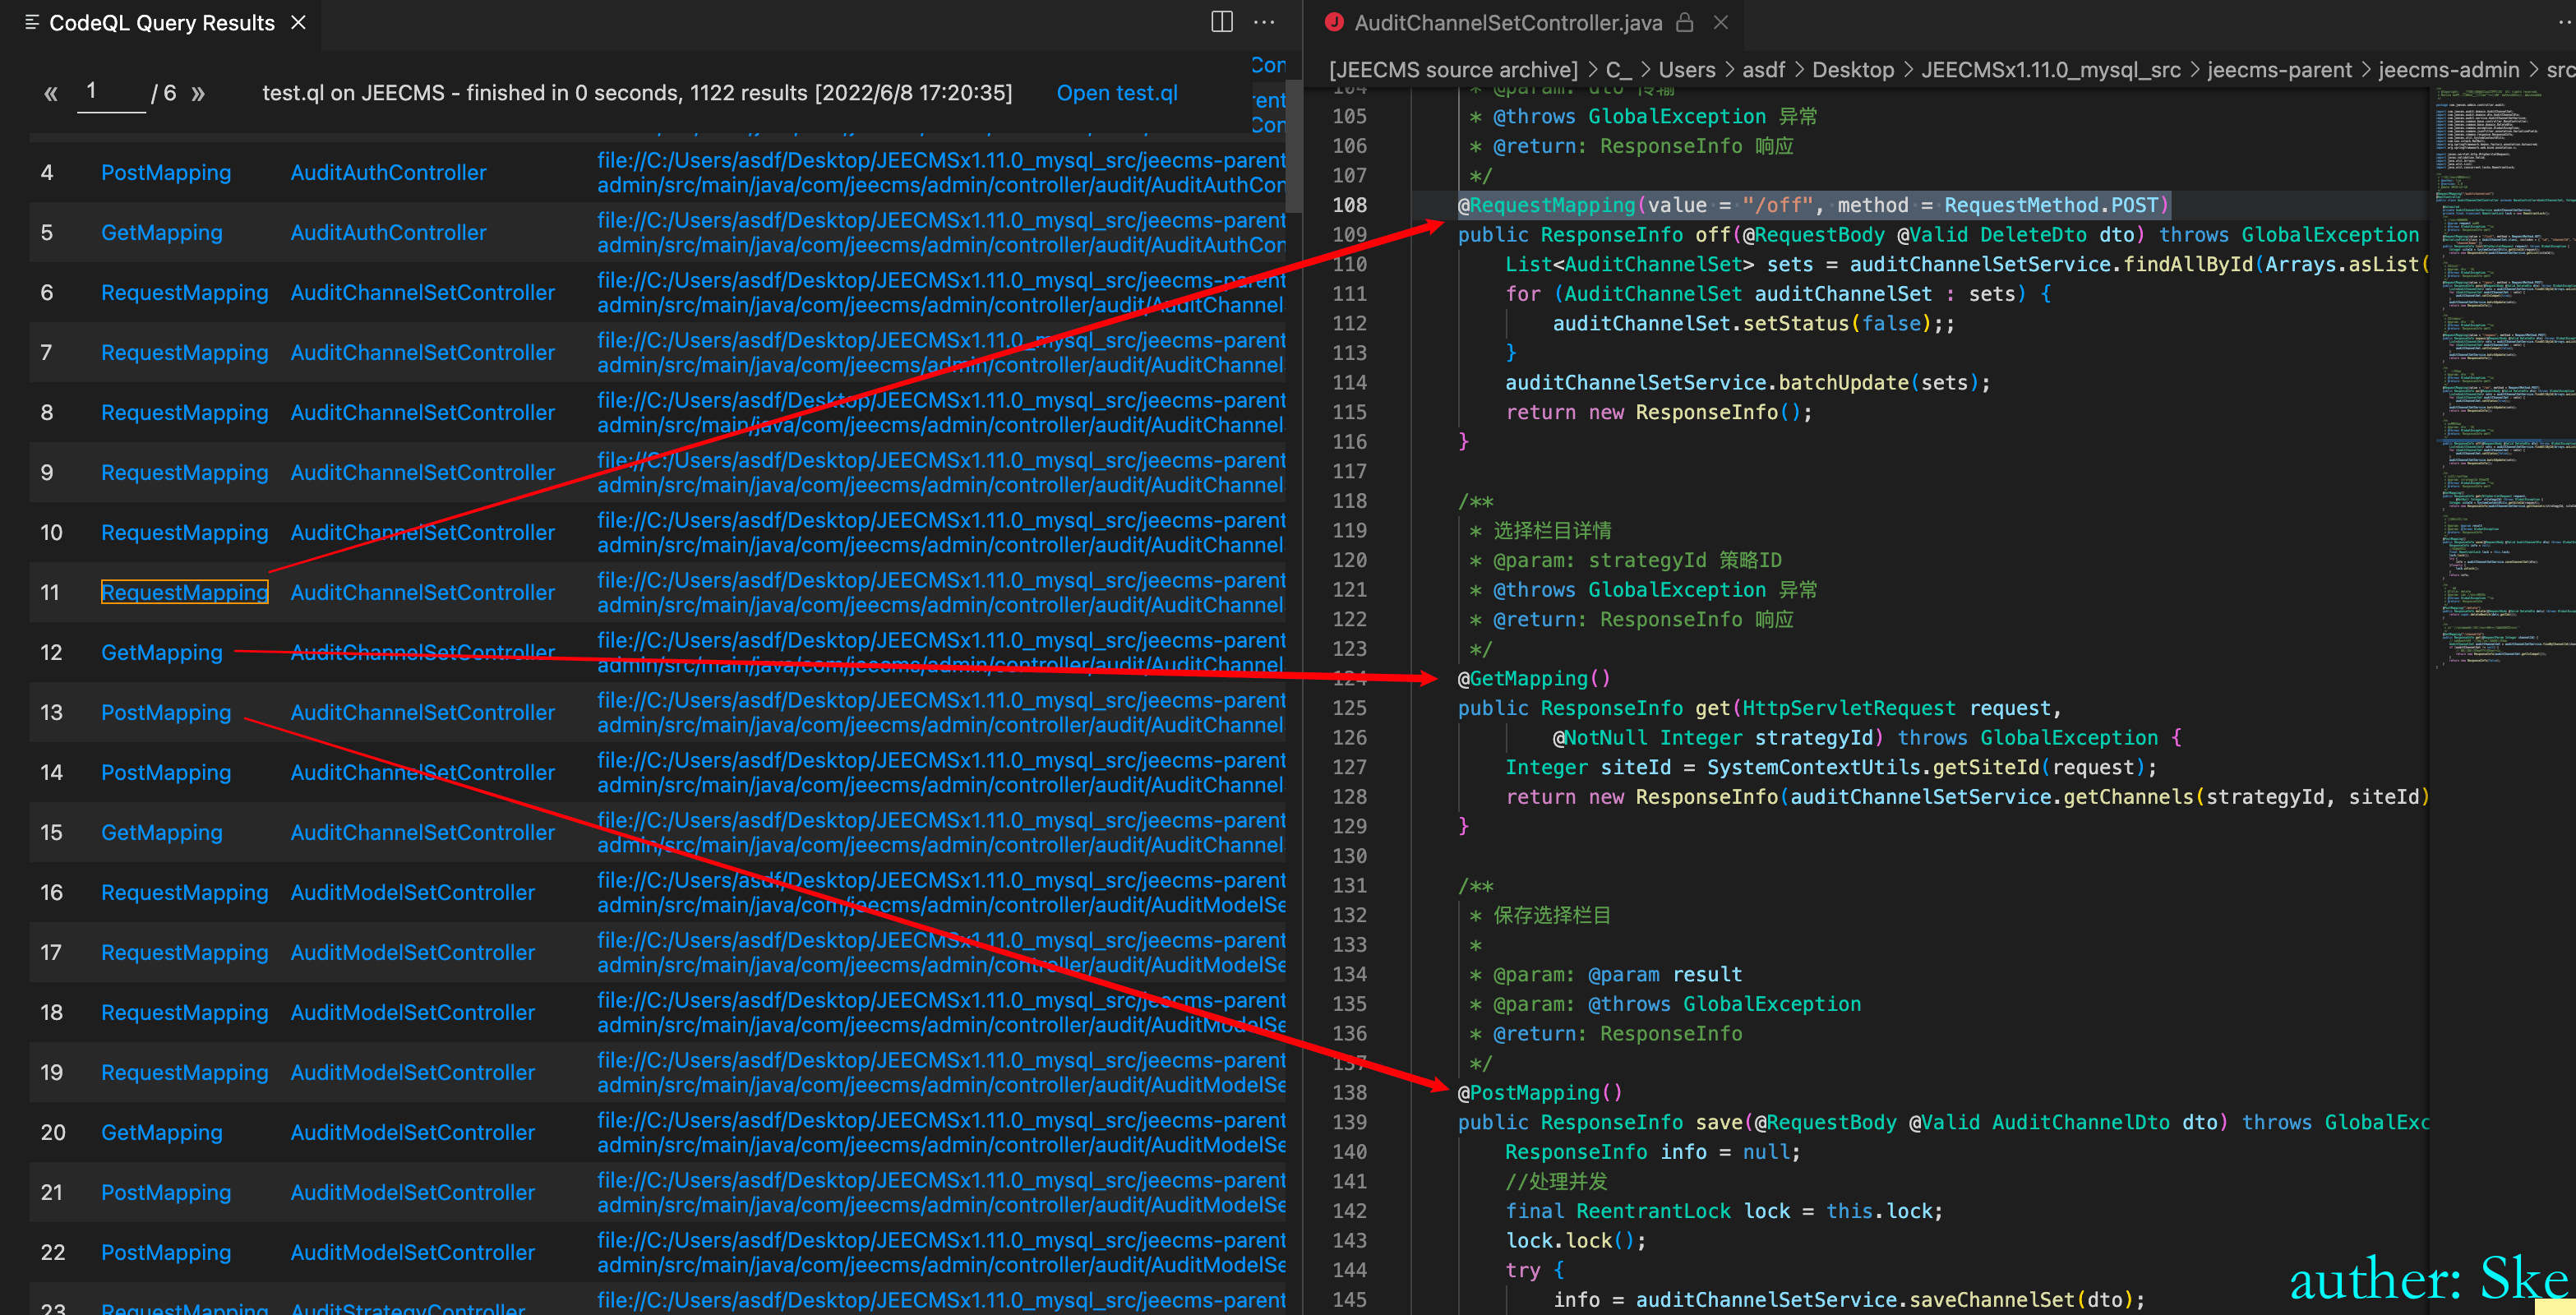 CodeQL Query Results
1 / 6 » test.ql on JEECMS - finished in 0 seconds, 1122 results [2022/6/8 17:20:35] Open test.ql
4 PostMapping AuditAuthController file://C:/Users/asdf/Desktop/JEECMSx1.11.0_mysql_src/jeecms-parent
admin/src/main/java/com/jeecms/admin/controller/audit/AuditAuthCon
5 GetMapping AuditAuthController file://C:/Users/asdf/Desktop/JEECMSx1.11.0_mysql_src/jeecms-parent
admin/src/main/java/com/jeecms/admin/controller/audit/AuditAuthCon
6 RequestMapping AuditChannelSetController file://C:/Users/asdf/Desktop/JEECMSx1.11.0_mysql_src/jeecms-parent
admin/src/main/java/com/jeecms/admin/controller/audit/AuditChannel
7 RequestMapping AuditChannelSetController file://C:/Users/asdf/Desktop/JEECMSx1.11.0_mysql_src/jeecms-parent
admin/src/main/java/com/jeecms/admin/controller/audit/AuditChannel
8 RequestMapping AuditChannelSetController file://C:/Users/asdf/Desktop/JEECMSx1.11.0_mysql_src/jeecms-parent
admin/src/main/java/com/jeecms/admin/controller/audit/AuditChannel
9 RequestMapping AuditChannelSetController file://C:/Users/asdf/Desktop/JEECMSx1.11.0_mysql_src/jeecms-parent
admin/src/main/java/com/jeecms/admin/controller/audit/AuditChannel
10 RequestMapping AuditChannelSetController file://C:/Users/asdf/Desktop/JEECMSx1.11.0_mysql_src/jeecms-parent
admin/src/main/java/com/jeecms/admin/controller/audit/AuditChannel
11 RequestMapping AuditChannelSetController file://C:/Users/asdf/Desktop/JEECMSx1.11.0_mysql_src/jeecms-parent
admin/src/main/java/com/jeecms/admin/controller/audit/AuditChannel
12 GetMapping AuditChannelSetController file://C:/Users/asdf/Desktop/JEECMSx1.11.0_mysql_src/jeecms-parent
admin/src/main/java/com/jeecms/admin/controller/audit/AuditChannel
13 PostMapping AuditChannelSetController file://C:/Users/asdf/Desktop/JEECMSx1.11.0_mysql_src/jeecms-parent
admin/src/main/java/com/jeecms/admin/controller/audit/AuditChannel
14 PostMapping AuditChannelSetController file://C:/Users/asdf/Desktop/JEECMSx1.11.0_mysql_src/jeecms-parent
admin/src/main/java/com/jeecms/admin/controller/audit/AuditChannel
15 GetMapping AuditChannelSetController file://C:/Users/asdf/Desktop/JEECMSx1.11.0_mysql_src/jeecms-parent
admin/src/main/java/com/jeecms/admin/controller/audit/AuditChannel
16 RequestMapping AuditModelSetController file://C:/Users/asdf/Desktop/JEECMSx1.11.0_mysql_src/jeecms-parent
admin/src/main/java/com/jeecms/admin/controller/audit/AuditModelSe
17 RequestMapping AuditModelSetController file://C:/Users/asdf/Desktop/JEECMSx1.11.0_mysql_src/jeecms-parent
admin/src/main/java/com/jeecms/admin/controller/audit/AuditModelSe
18 RequestMapping AuditModelSetController file://C:/Users/asdf/Desktop/JEECMSx1.11.0_mysql_src/jeecms-parent
admin/src/main/java/com/jeecms/admin/controller/audit/AuditModelSe
19 RequestMapping AuditModelSetController file://C:/Users/asdf/Desktop/JEECMSx1.11.0_mysql_src/jeecms-parent
admin/src/main/java/com/jeecms/admin/controller/audit/AuditModelSe
20 GetMapping AuditModelSetController file://C:/Users/asdf/Desktop/JEECMSx1.11.0_mysql_src/jeecms-parent
admin/src/main/java/com/jeecms/admin/controller/audit/AuditModelSe
21 PostMapping AuditModelSetController file://C:/Users/asdf/Desktop/JEECMSx1.11.0_mysql_src/jeecms-parent
admin/src/main/java/com/jeecms/admin/controller/audit/AuditModelSe
22 PostMapping AuditModelSetController file://C:/Users/asdf/Desktop/JEECMSx1.11.0_mysql_src/jeecms-parent
admin/src/main/java/com/jeecms/admin/controller/audit/AuditModelSe
23 RequestMapping AuditStrategyController file://C:/Users/asdf/Desktop/JEECMSx1.11.0_mysql_src/jeecms-parent
AuditChannelSetController.java
[JEECMS source archive] > C_ > Users > asdf > Desktop > JEECMSx1.11.0_mysql_src > jeecms-parent > jeecms-admin > src
104 * @param: dto 传输
105 * @throws GlobalException 异常
106 * @return: ResponseInfo 响应
107 */
108 @RequestMapping(value = "/off", method = RequestMethod.POST)
109 public ResponseInfo off(@RequestBody @Valid DeleteDto dto) throws GlobalException
110 List<AuditChannelSet> sets = auditChannelSetService.findAllById(Arrays.asList(
111 for (AuditChannelSet auditChannelSet : sets) {
112 auditChannelSet.setStatus(false);;
113 }
114 auditChannelSetService.batchUpdate(sets);
115 return new ResponseInfo();
116 }
117
118 /**
119 * 选择栏目详情
120 * @param: strategyId 策略ID
121 * @throws GlobalException 异常
122 * @return: ResponseInfo 响应
123 */
124 @GetMapping()
125 public ResponseInfo get(HttpServletRequest request,
126 @NotNull Integer strategyId) throws GlobalException {
127 Integer siteId = SystemContextUtils.getSiteId(request);
128 return new ResponseInfo(auditChannelSetService.getChannels(strategyId, siteId)
129 }
130
131 /**
132 * 保存选择栏目
133 *
134 * @param: @param result
135 * @param: @throws GlobalException
136 * @return: ResponseInfo
137 */
138 @PostMapping()
139 public ResponseInfo save(@RequestBody @Valid AuditChannelDto dto) throws GlobalExc
140 ResponseInfo info = null;
141 //处理并发
142 final ReentrantLock lock = this.lock;
143 lock.lock();
144 try {
145 info = auditChannelSetService.saveChannelSet(dto);
auther: Ske